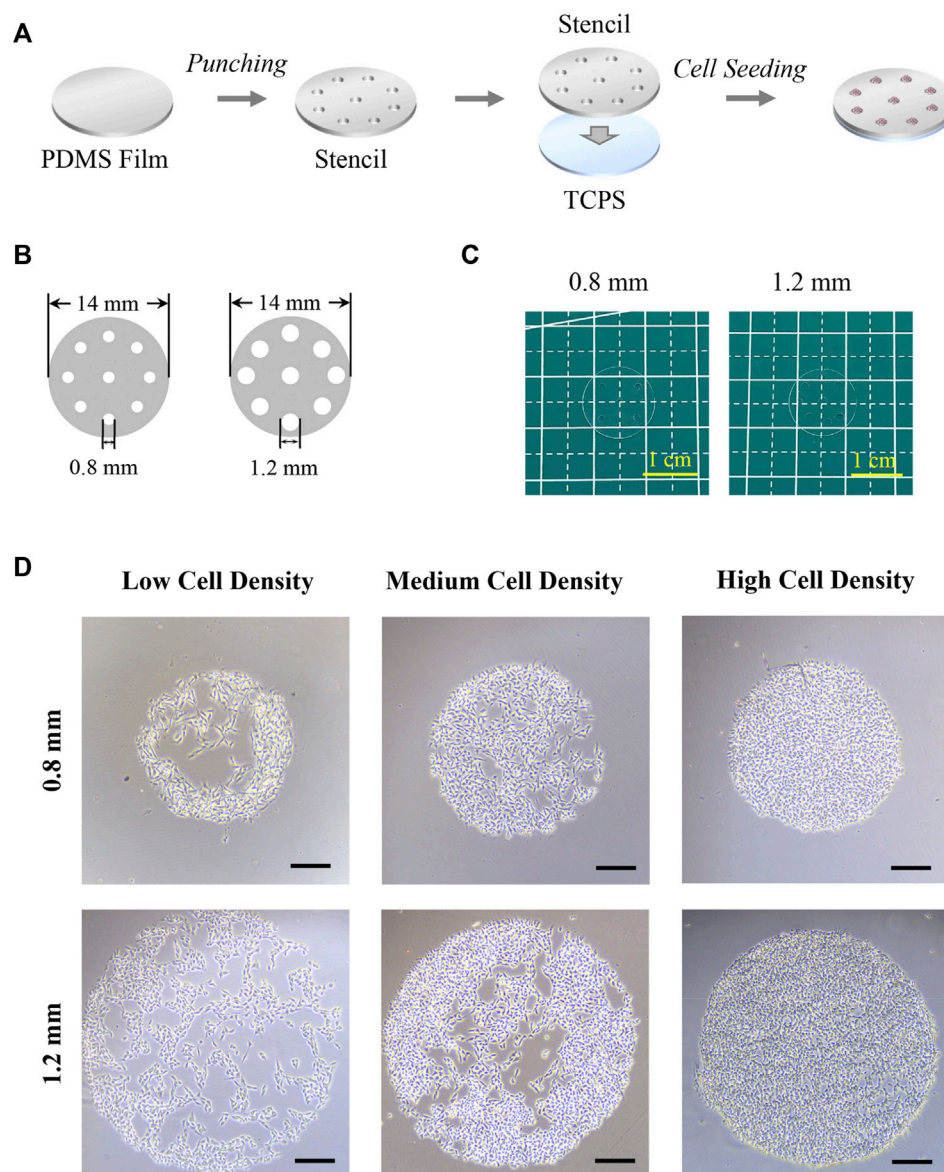 A
Punching
Stencil
Cell Seeding
PDMS Film
Stencil
TCPS
B
14 mm
14 mm
0.8 mm
1.2 mm
C
0.8 mm
1.2 mm
1 cm
1 cm
D
Low Cell Density
Medium Cell Density
High Cell Density
0.8 mm
1.2 mm